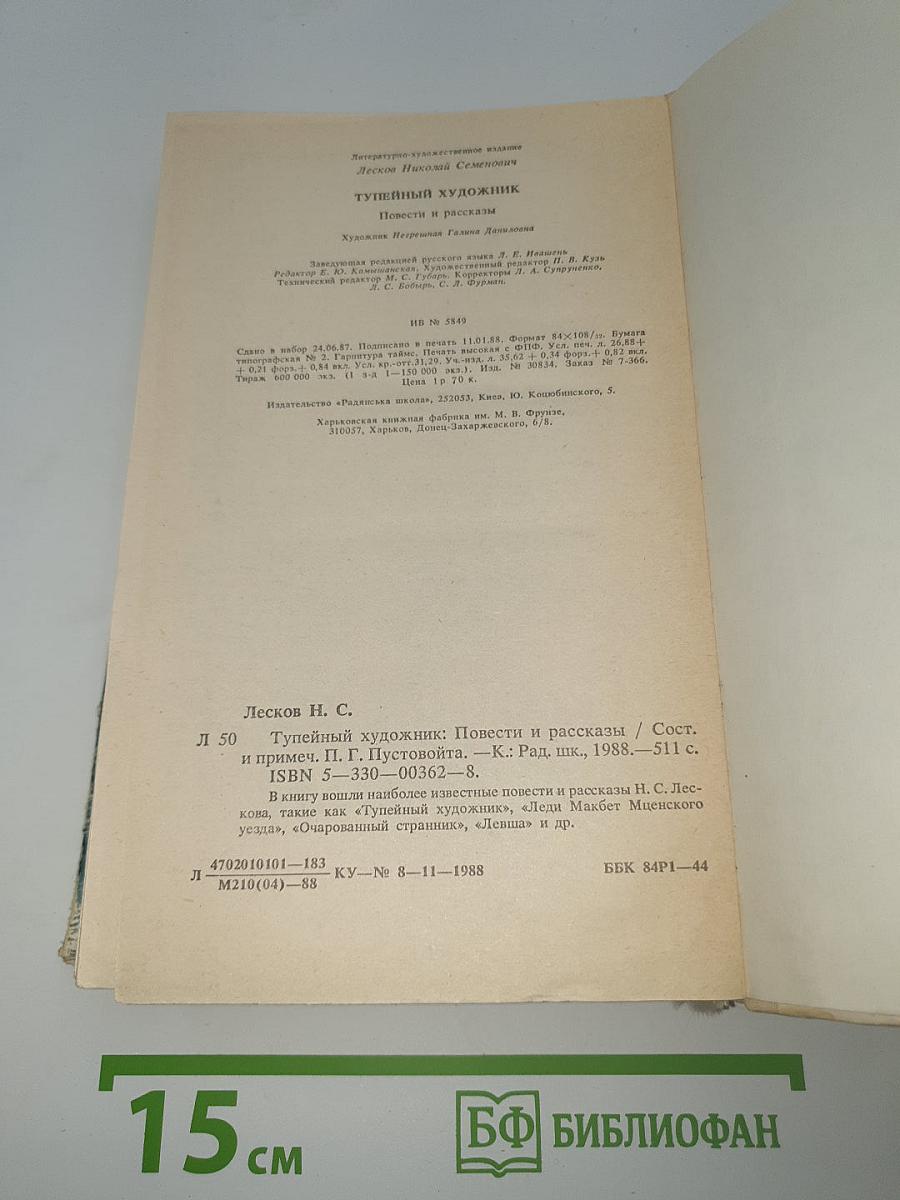 Литературно-художественное издание
Лесков Николай Семенович
ТУПЕЙНЫЙ ХУДОЖНИК
Повести и рассказы
Художник Негрешная Галина Даниловна
Заведующая редакцией русского языка Л. Е. Ивашень
Редактор Е. Ю. Камышанская. Художественный редактор П. В. Кузь
Технический редактор М. С. Губарь. Корректоры Л. А. Супруненко,
Л. С. Бобырь, С. Л. Фурман.
ИВ № 5849
Сдано в набор 24.06.87. Подписано в печать 11.01.88. Формат 84×108/32. Бумага
типографская № 2. Гарнитура таймс. Печать высокая с ФПФ. Усл. печ. л. 26,88+
+ 0,21 форз.+ 0,84 вкл. Усл. кр.-отт.31,29. Уч.-изд. л. 35,62 + 0,34 форз.+ 0,82 вкл.
Тираж 600 000 экз. (1 з-д 1—150 000 экз.). Изд. № 30834. Заказ № 7-366.
Цена 1 р 70 к.
Издательство «Радянська школа», 252053, Киев, Ю. Коцюбинского, 5.
Харьковская книжная фабрика им. М. В. Фрунзе,
310057, Харьков, Донец-Захаржевского, 6/8.
Лесков Н. С.
Л 50 Тупейный художник: Повести и рассказы / Сост.
и примеч. П. Г. Пустовойта. —К.: Рад. шк., 1988.—511 с.
ISBN 5—330—00362—8.
В книгу вошли наиболее известные повести и рассказы Н. С. Лес-
кова, такие как «Тупейный художник», «Леди Макбет Мценского
уезда», «Очарованный странник», «Левша» и др.
Л 4702010101—183 КУ—№ 8—11—1988 ББК 84Р1—44
М210(04)—88
15 см
БФ БИБЛИОФАН